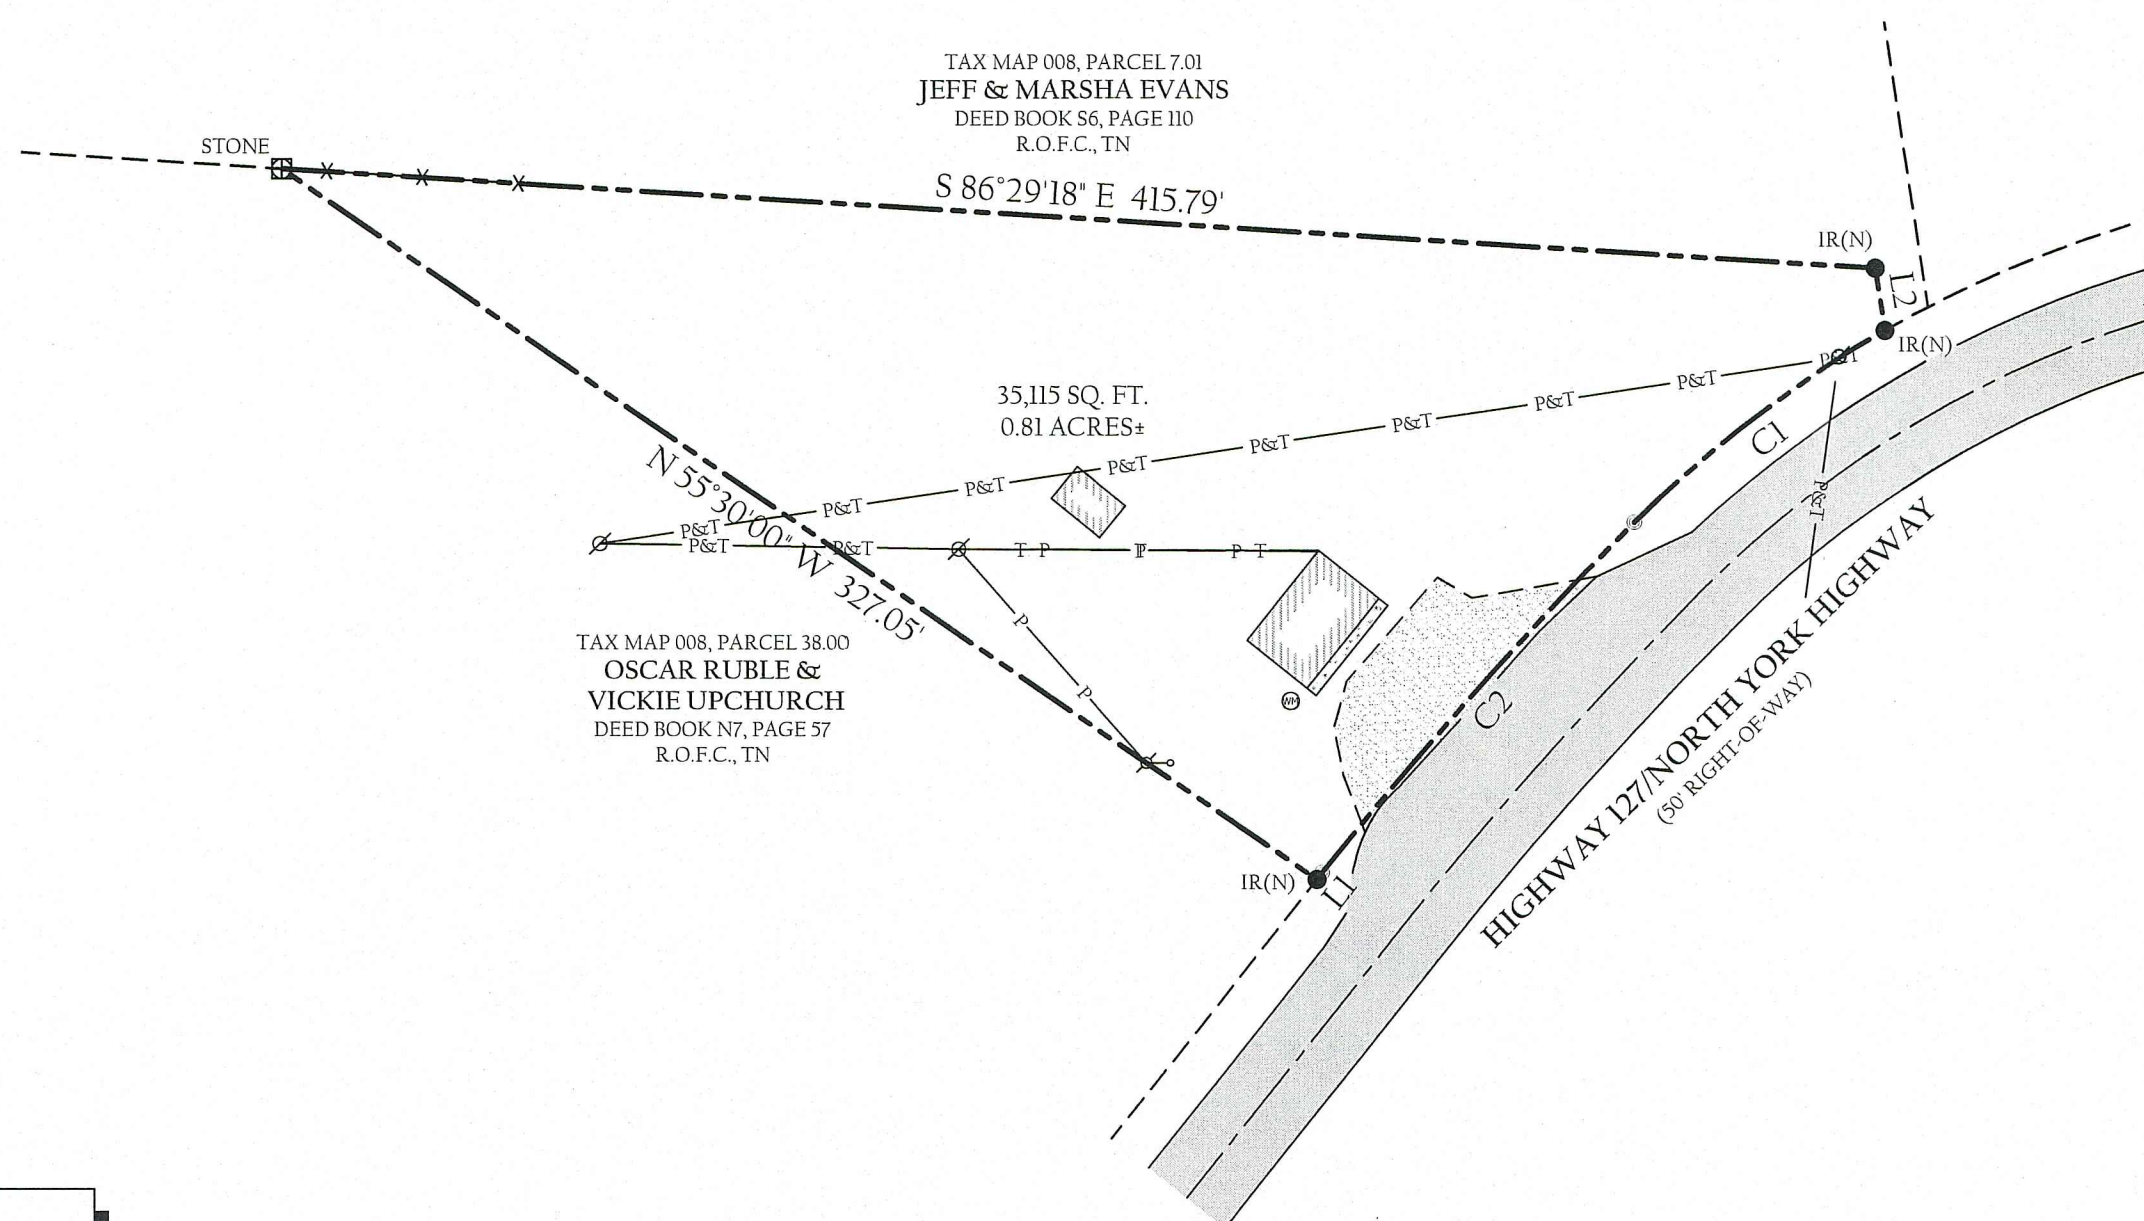 TAX MAP 008, PARCEL 7.01
JEFF & MARSHA EVANS
DEED BOOK S6, PAGE 110
R.O.F.C., TN
STONE
X
X
X
S 86°29'18" E 415.79'
IR(N)
L2
IR(N)
35,115 SQ. FT.
0.81 ACRES±
P&T
P&T
P&T
P&T
P&T
P&T
P&T
P&T
C1
P&T
N 55°30'00" W 327.05'
P&T
P&T
T P
P T
P
P
TAX MAP 008, PARCEL 38.00
OSCAR RUBLE &
VICKIE UPCHURCH
DEED BOOK N7, PAGE 57
R.O.F.C., TN
WM
C2
HIGHWAY 127/NORTH YORK HIGHWAY
(50' RIGHT-OF-WAY)
IR(N)
L1